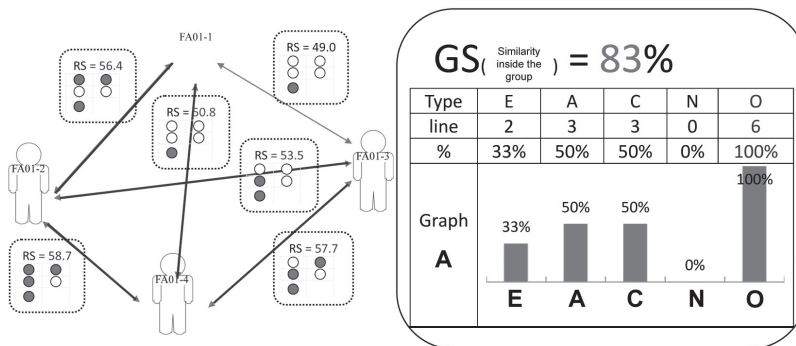 FA01-1
RS = 56.4
RS = 49.0
RS = 50.8
RS = 53.5
FA01-2
FA01-3
RS = 58.7
RS = 57.7
FA01-4
GS( Similarity inside the group ) = 83%
Type E A C N O
line 2 3 3 0 6
% 33% 50% 50% 0% 100%
Graph
A
33%
50%
50%
0%
100%
E A C N O